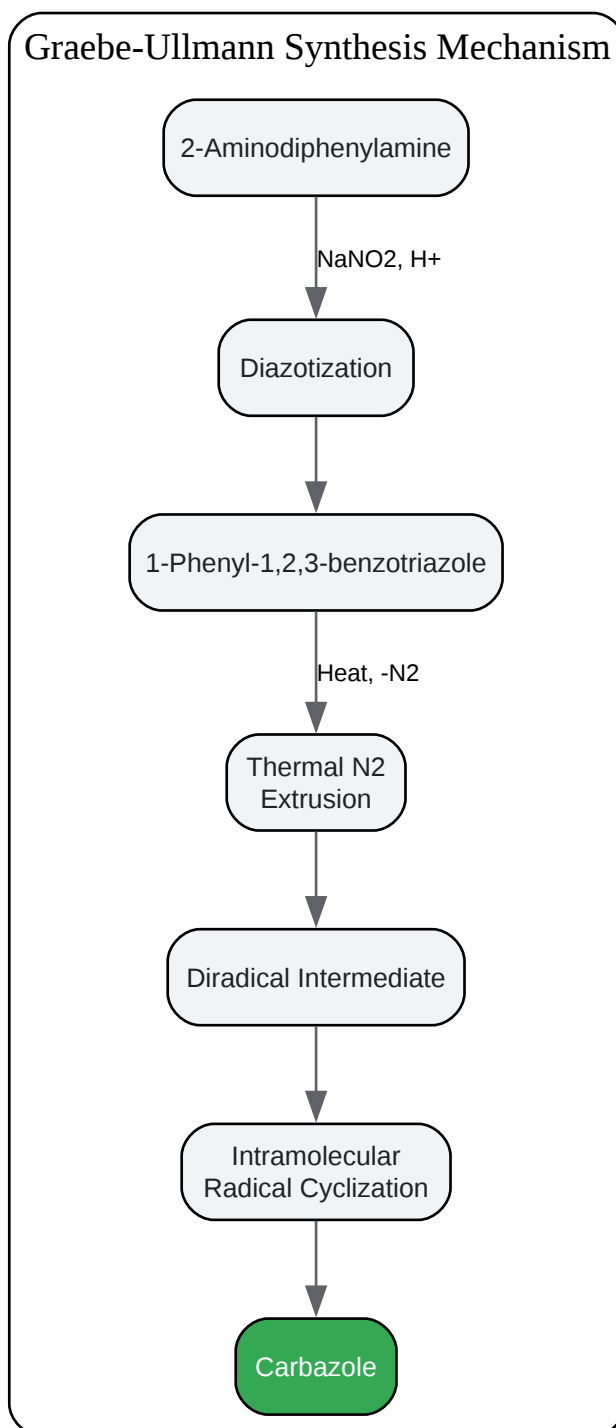 Graebe-Ullmann Synthesis Mechanism
2-Aminodiphenylamine
NaNO2, H+
Diazotization
1-Phenyl-1,2,3-benzotriazole
Heat, -N2
Thermal N2
Extrusion
Diradical Intermediate
Intramolecular
Radical Cyclization
Carbazole